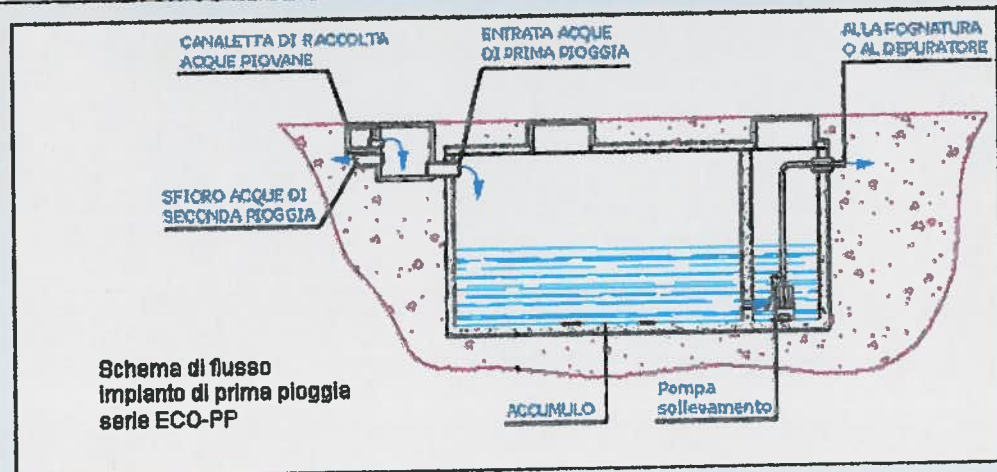 CANALETTA DI RACCOLTA
ACQUE PIOVANE
ENTRATA ACQUE
DI PRIMA PIOGGIA
ALLA FOGNATURA
O AL DEPURATORE
SFIORO ACQUE DI
SECONDA PIOGGIA
Schema di flusso
impianto di prima pioggia
serie ECO-PP
ACCUMULO
Pompa
sollevamento